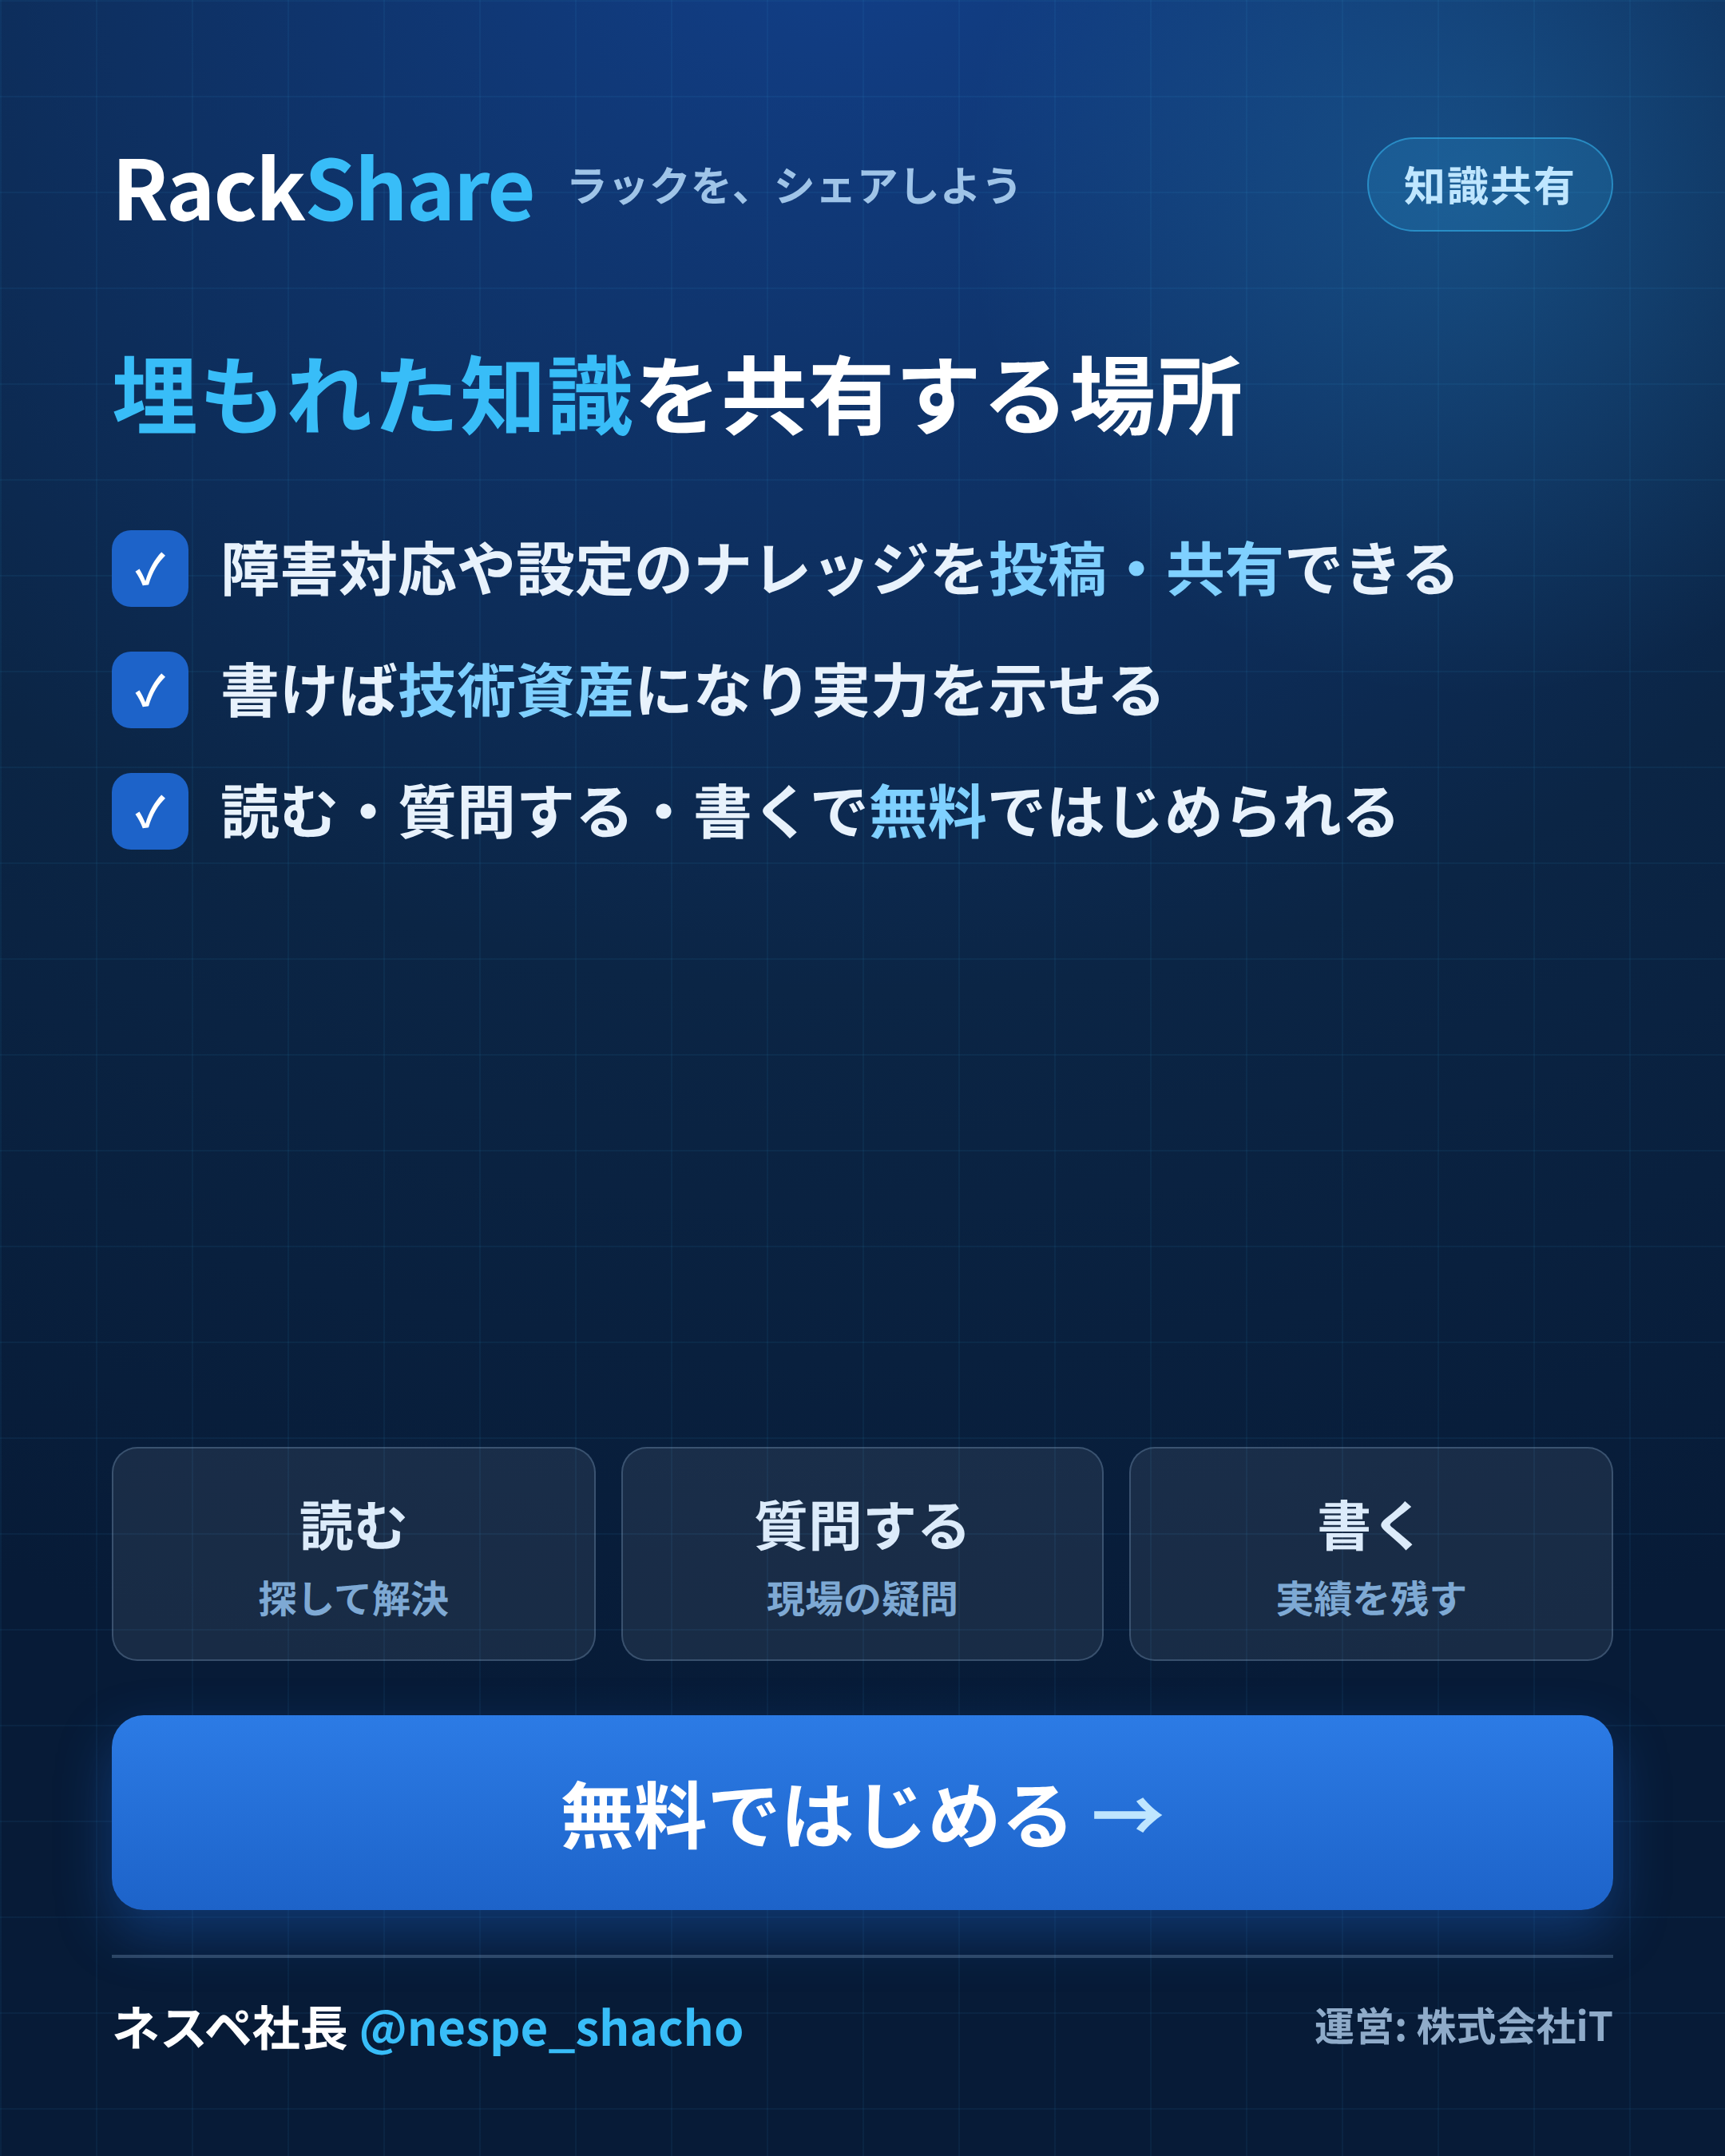 RackShare ラックを、シェアしよう 知識共有
埋もれた知識を共有する場所
✓ 障害対応や設定のナレッジを投稿・共有できる
✓ 書けば技術資産になり実力を示せる
✓ 読む・質問する・書くで無料ではじめられる
読む 質問する 書く
探して解決 現場の疑問 実績を残す
無料ではじめる →
ネスペ社長 @nespe_shacho 運営: 株式会社iT